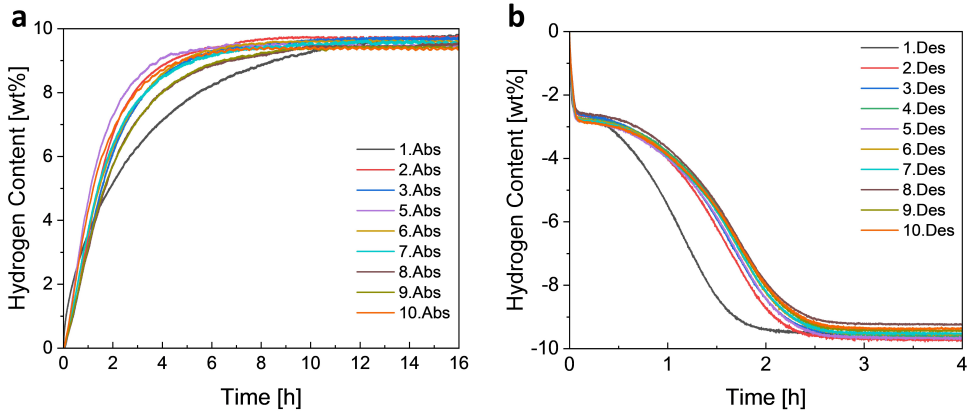 a
Hydrogen Content [wt%]
10
8
6
4
2
0
0 2 4 6 8 10 12 14 16
Time [h]
1.Abs
2.Abs
3.Abs
5.Abs
6.Abs
7.Abs
8.Abs
9.Abs
10.Abs
b
Hydrogen Content [wt%]
0
-2
-4
-6
-8
-10
0 1 2 3 4
Time [h]
1.Des
2.Des
3.Des
4.Des
5.Des
6.Des
7.Des
8.Des
9.Des
10.Des